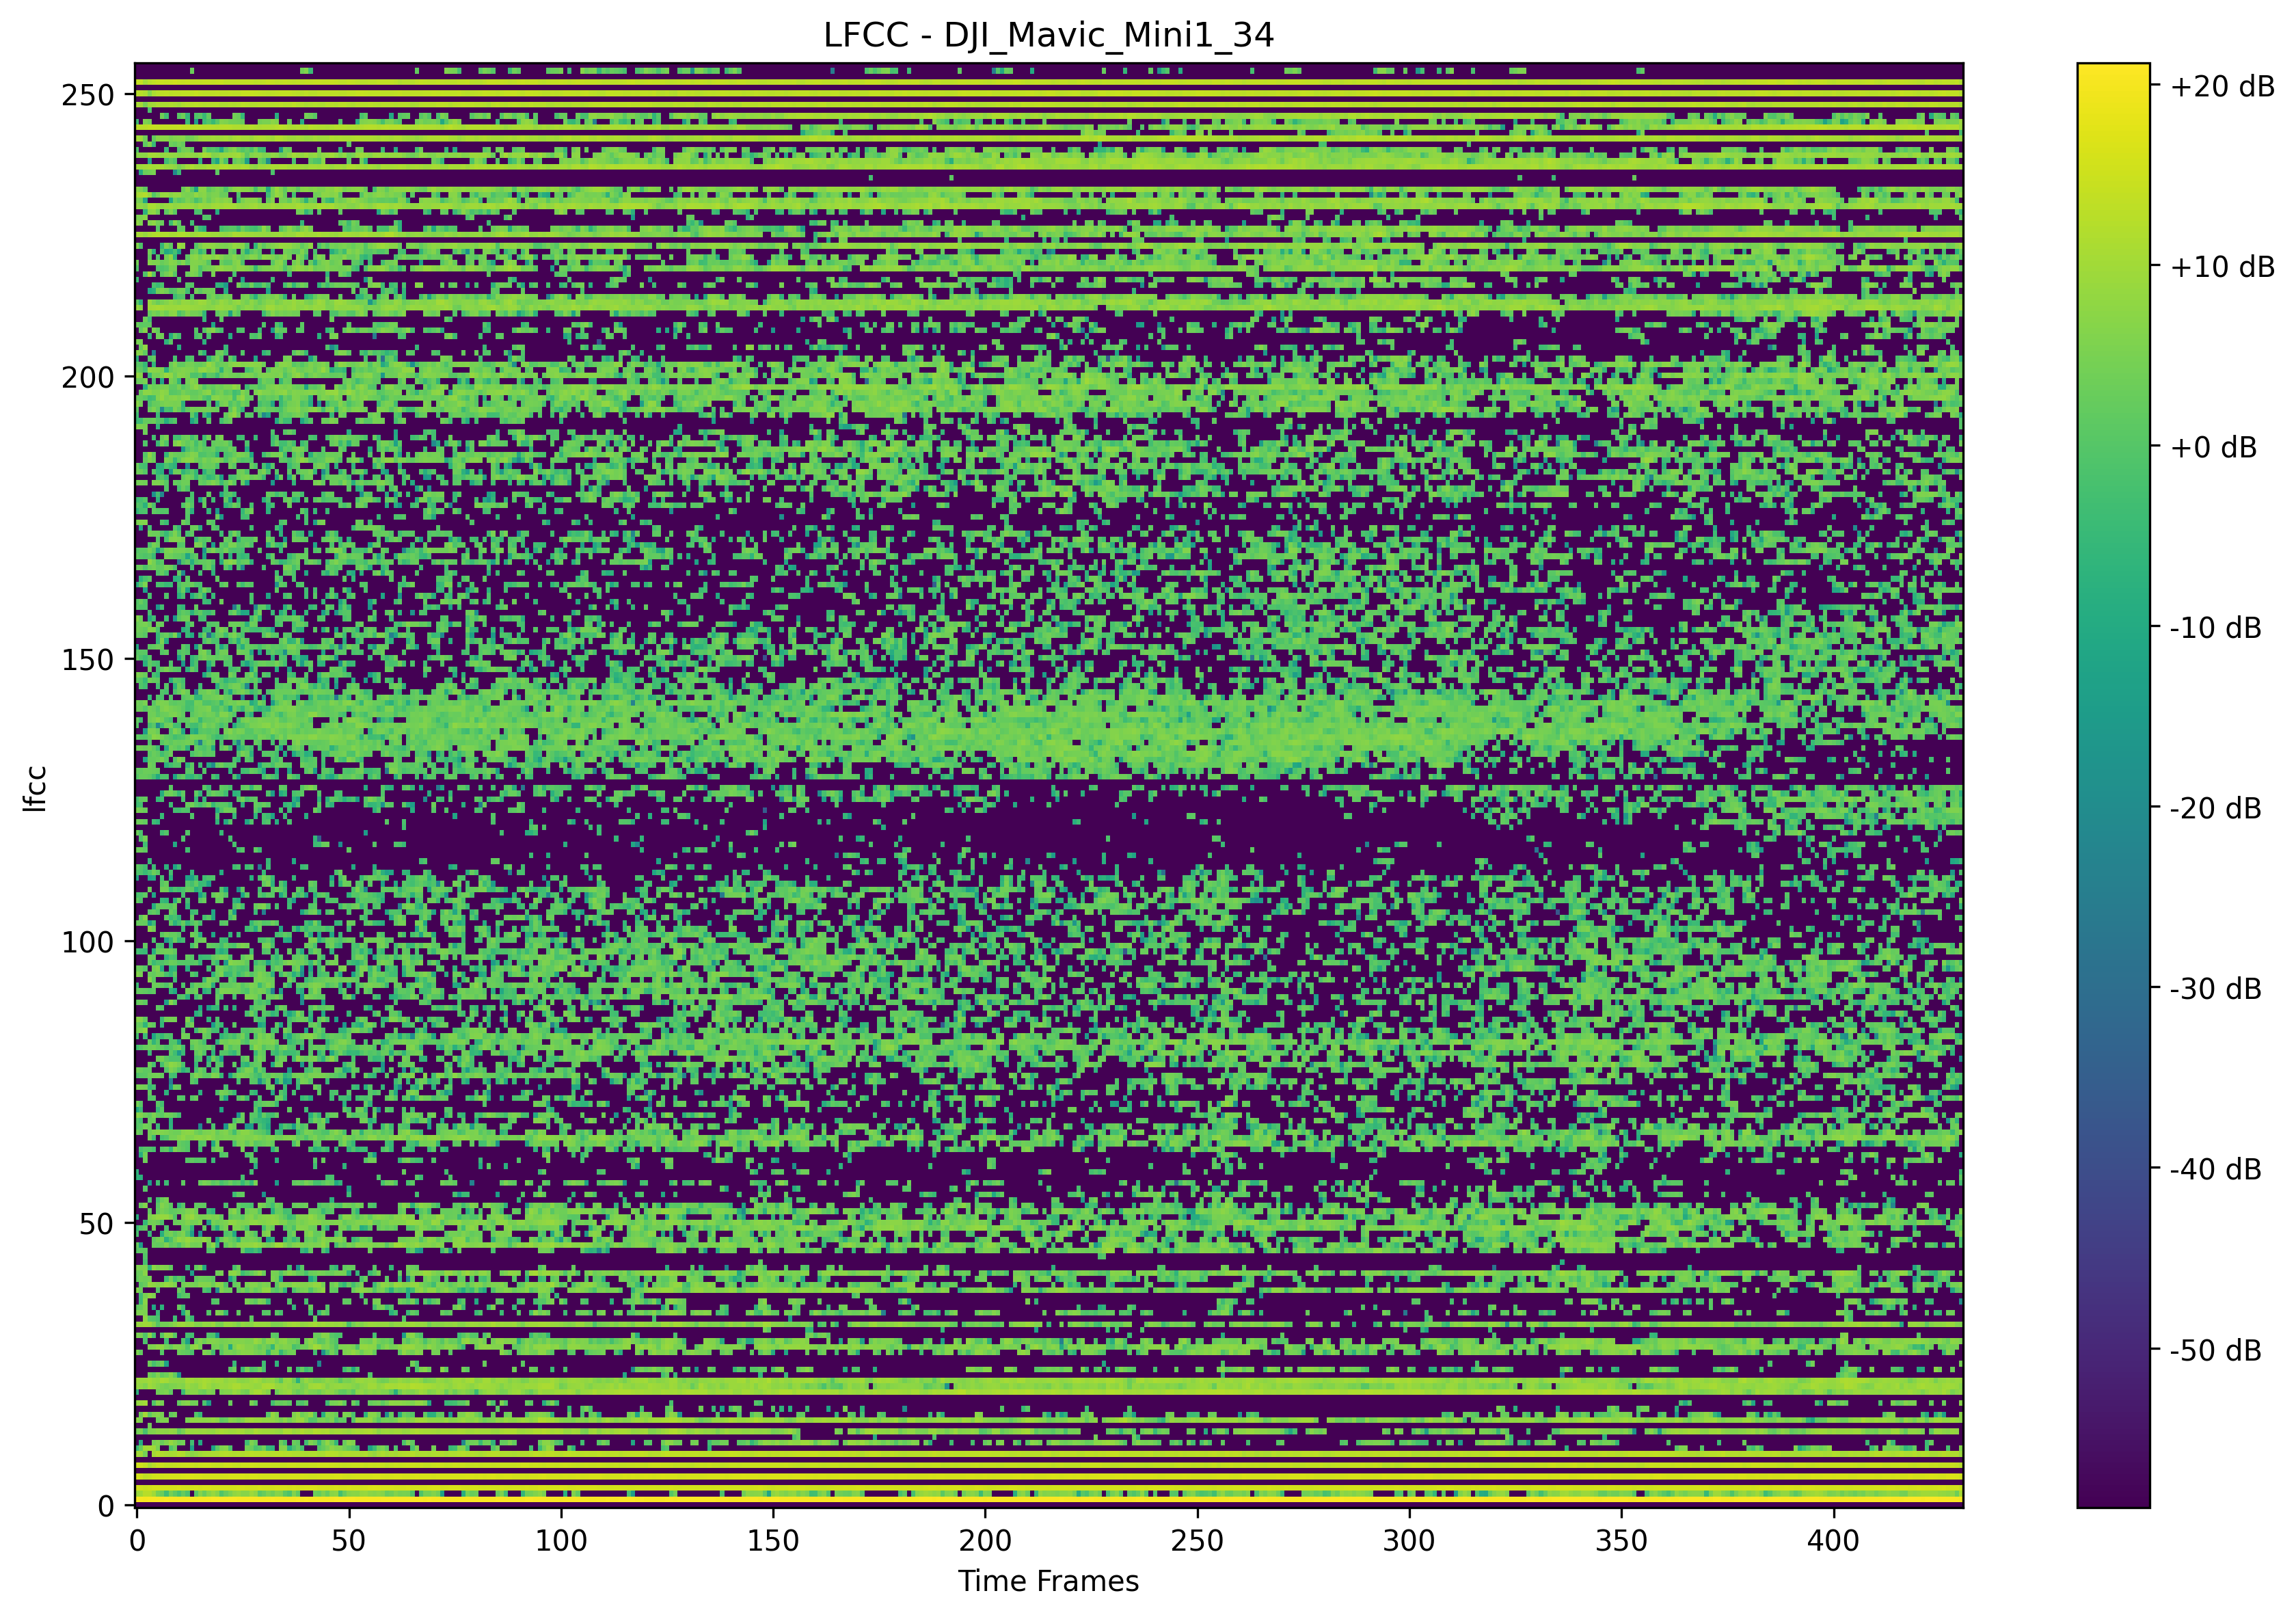 LFCC - DJI_Mavic_Mini1_34
250
200
150
100
50
0
lfcc
0 50 100 150 200 250 300 350 400
Time Frames
+20 dB
+10 dB
+0 dB
-10 dB
-20 dB
-30 dB
-40 dB
-50 dB